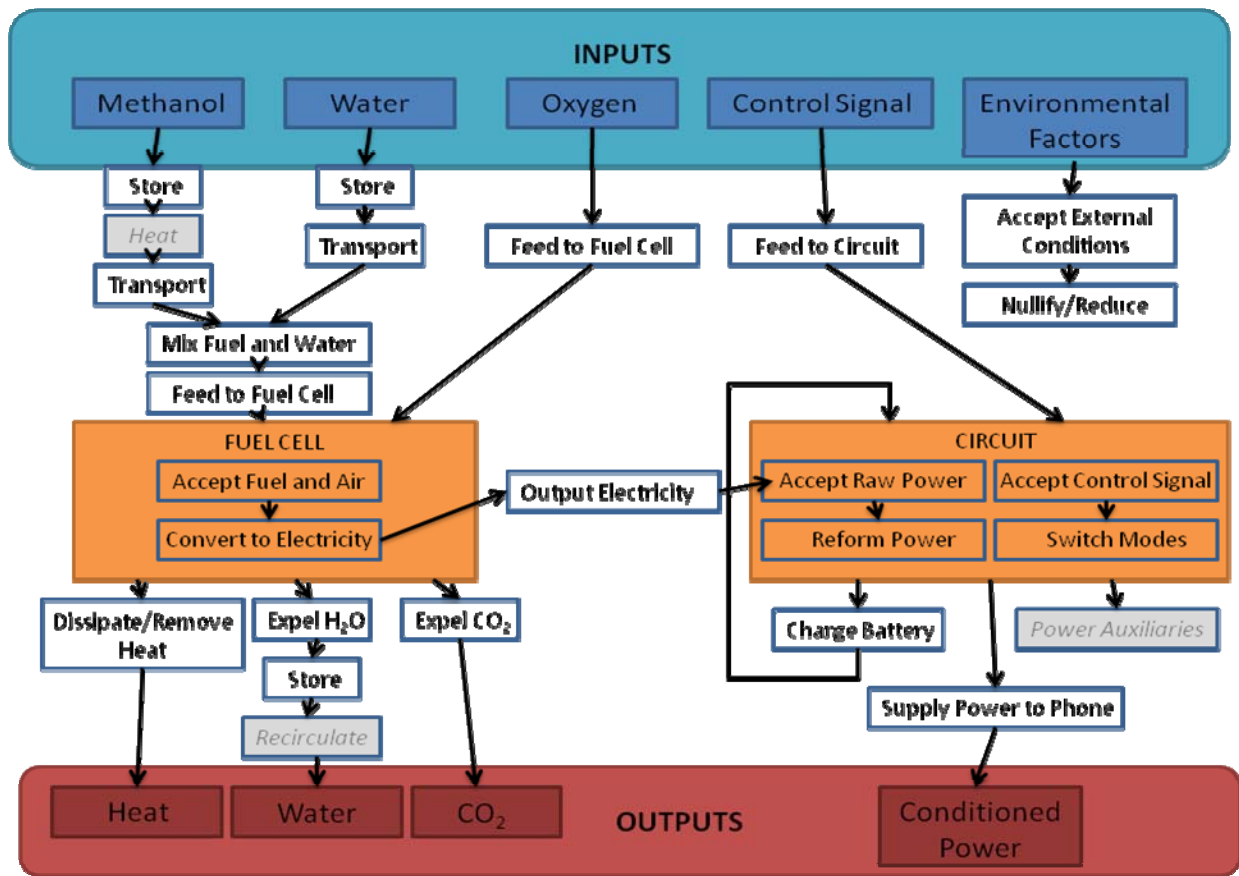 INPUTS
Methanol
Water
Oxygen
Control Signal
Environmental
Factors
Store
Store
Heat
Transport
Feed to Fuel Cell
Feed to Circuit
Accept External
Conditions
Transport
Nullify/Reduce
Mix Fuel and Water
Feed to Fuel Cell
FUEL CELL
Accept Fuel and Air
Convert to Electricity
Output Electricity
CIRCUIT
Accept Raw Power
Accept Control Signal
Reform Power
Switch Modes
Dissipate/Remove
Heat
Expel H₂O
Expel CO₂
Charge Battery
Power Auxiliaries
Store
Supply Power to Phone
Recirculate
Heat
Water
CO₂
OUTPUTS
Conditioned
Power